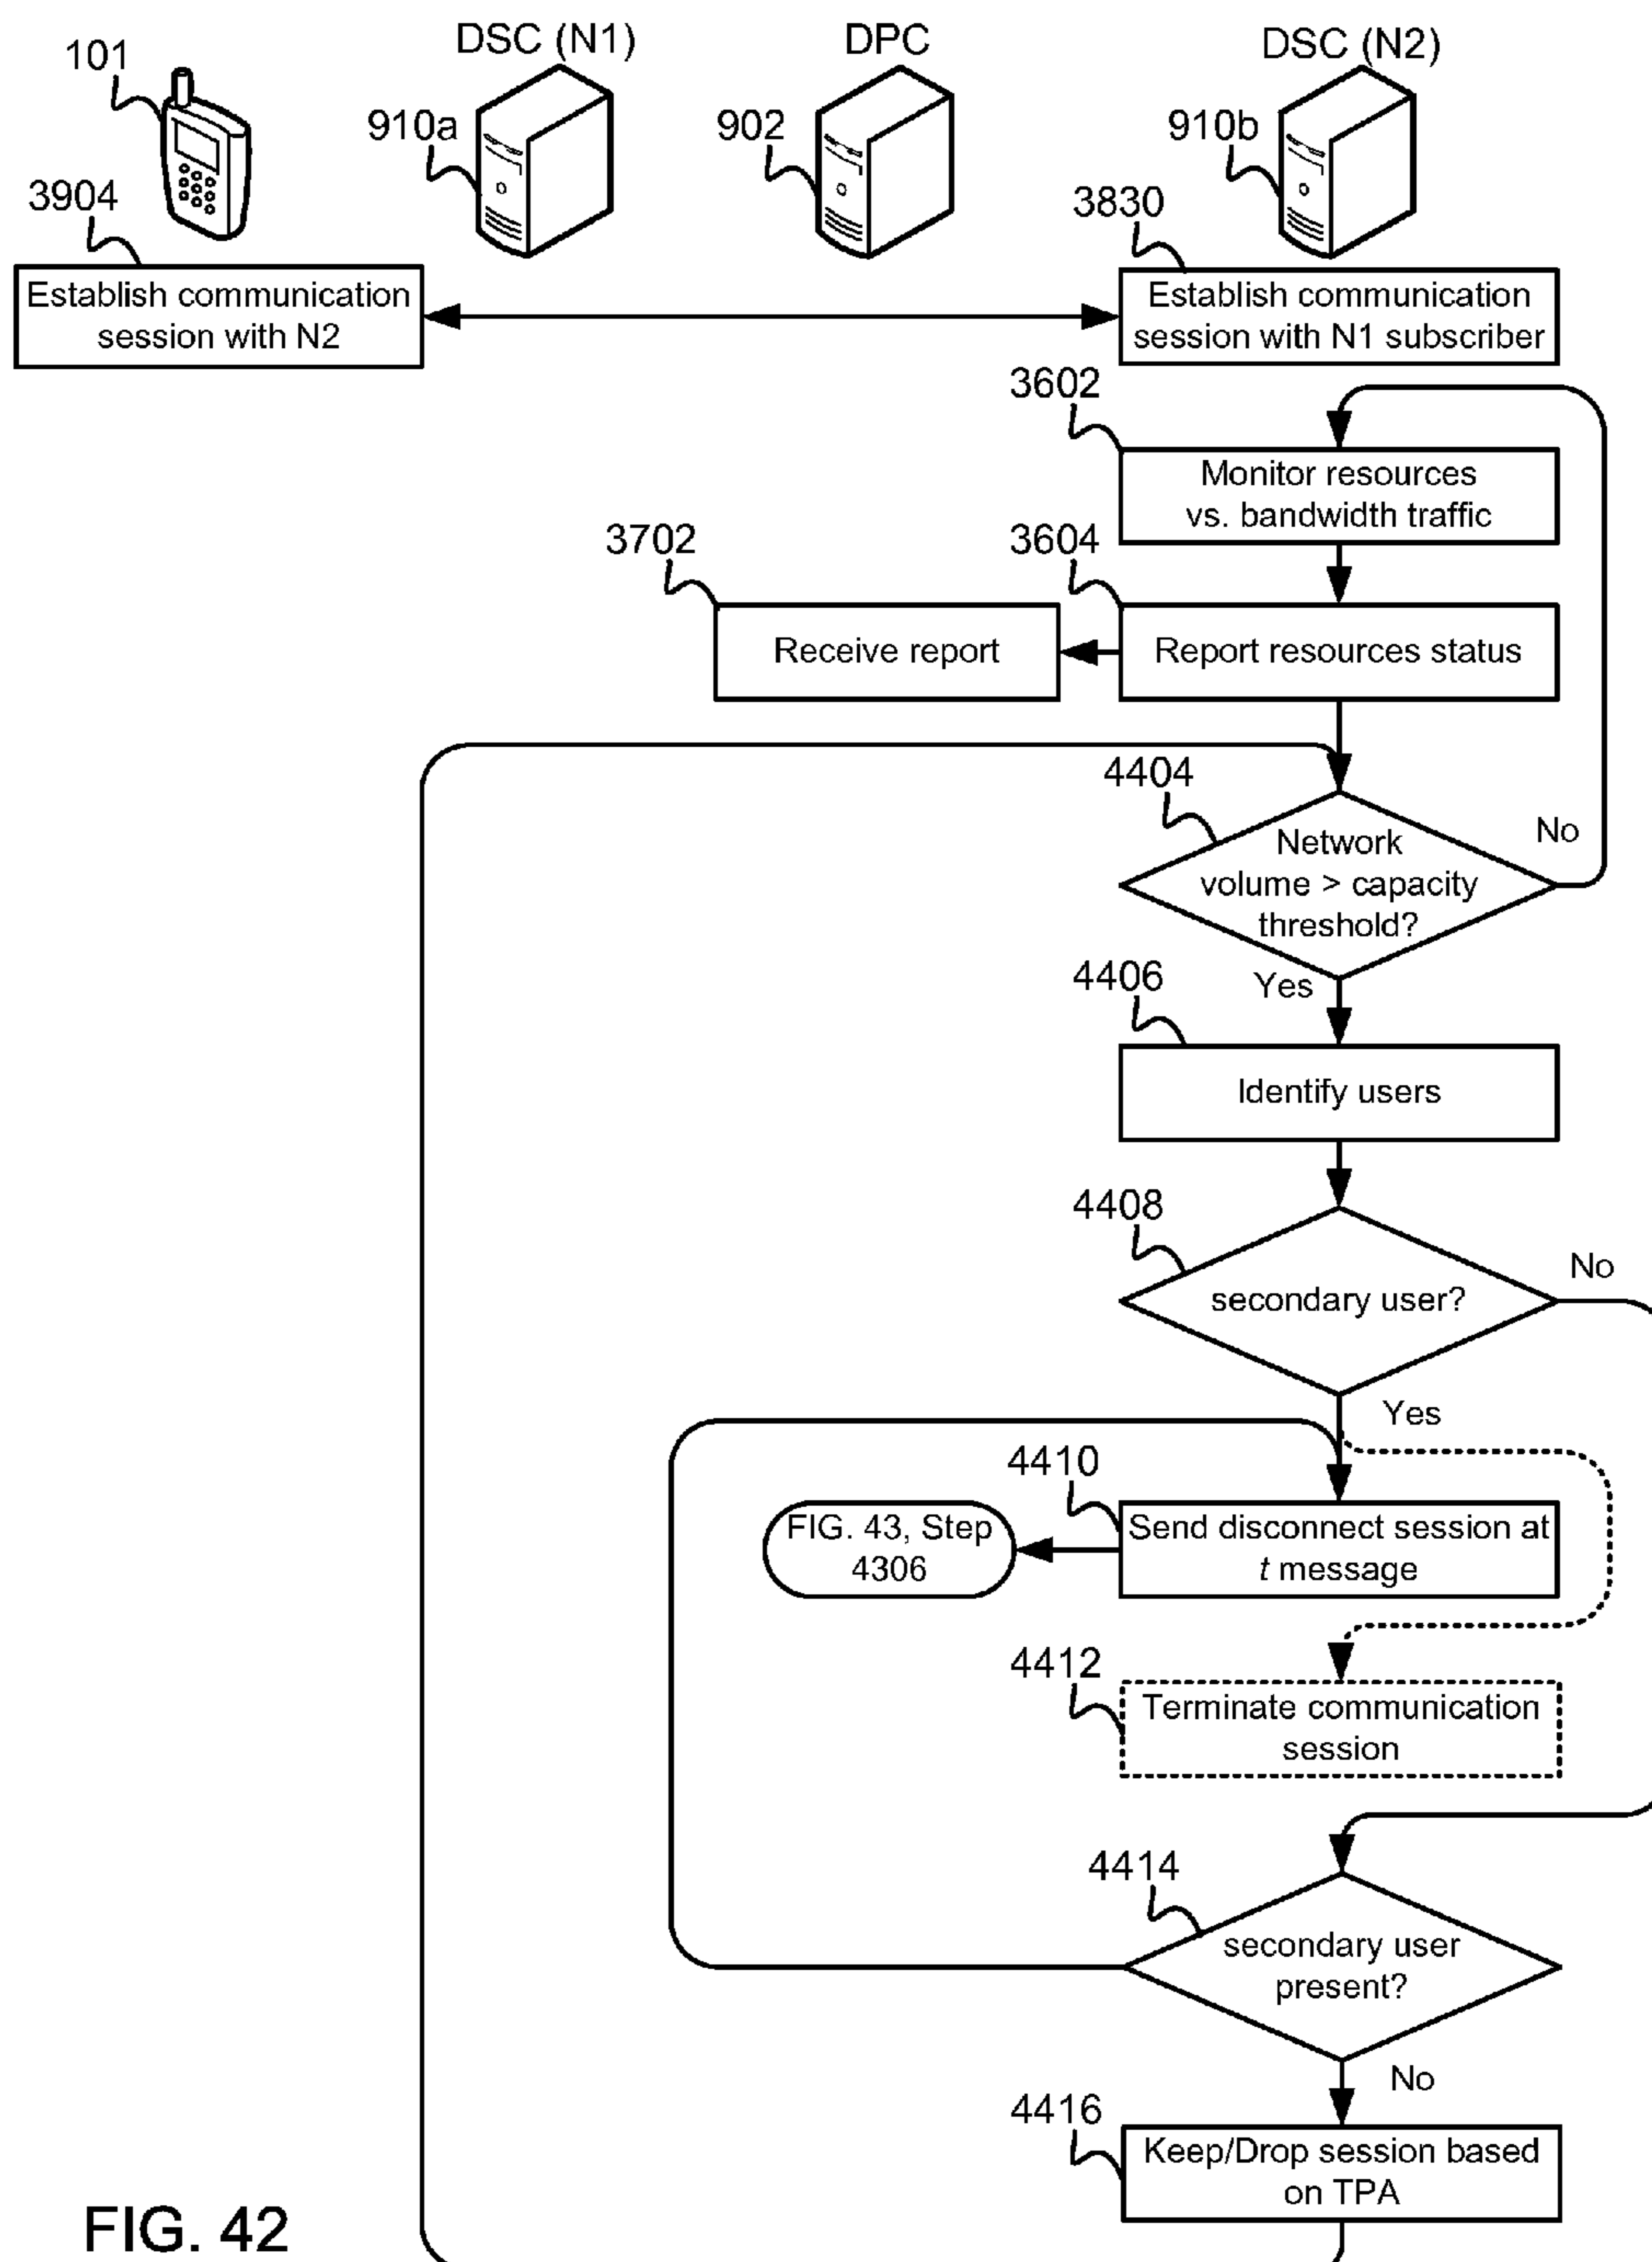 DSC (N1)
DPC
DSC (N2)
101
910a
902
910b
3904
3830
Establish communication
session with N2
Establish communication
session with N1 subscriber
3602
Monitor resources
vs. bandwidth traffic
3702
3604
Receive report
Report resources status
4404
Network
volume > capacity
threshold?
No
Yes
4406
Identify users
4408
secondary user?
No
Yes
4410
FIG. 43, Step
4306
Send disconnect session at
t message
4412
Terminate communication
session
4414
secondary user
present?
No
4416
Keep/Drop session based
on TPA
FIG. 42